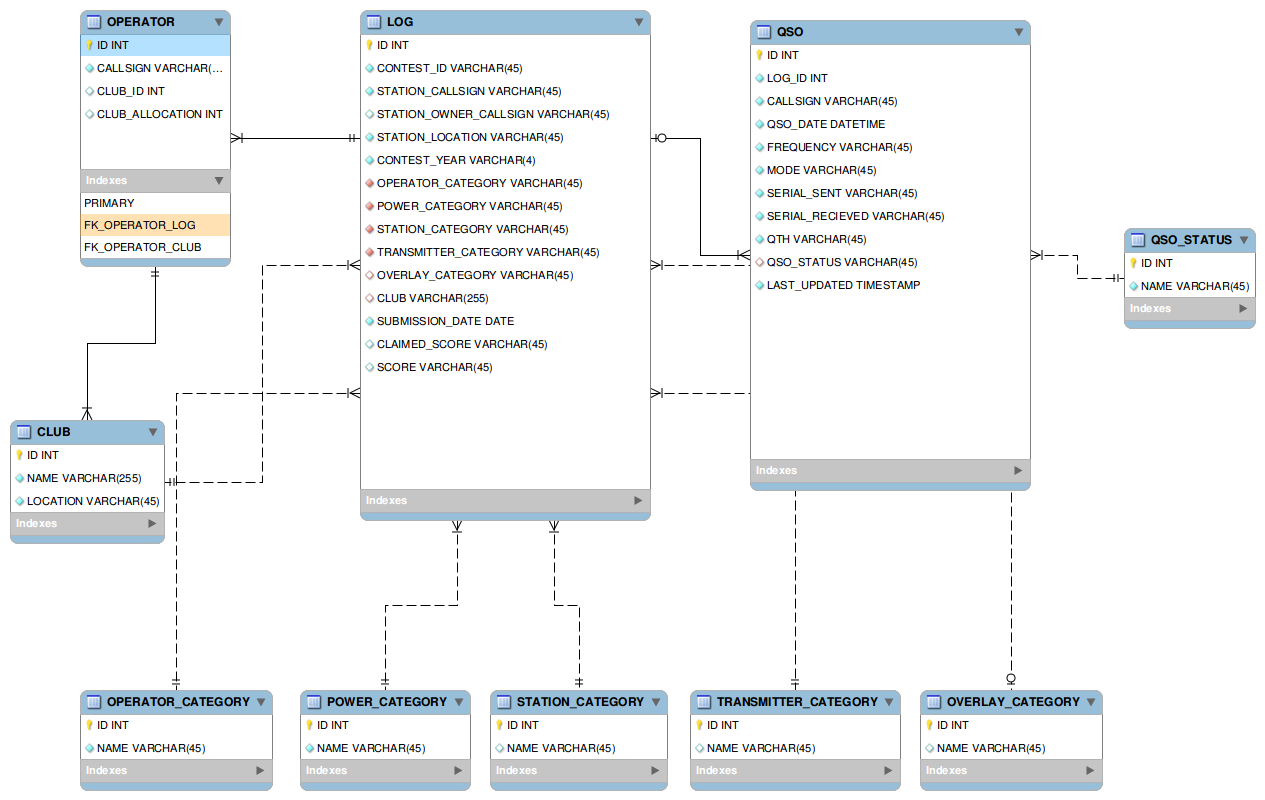 OPERATOR
ID INT
CALLSIGN VARCHAR(...
CLUB_ID INT
CLUB_ALLOCATION INT
Indexes
PRIMARY
FK_OPERATOR_LOG
FK_OPERATOR_CLUB
LOG
ID INT
CONTEST_ID VARCHAR(45)
STATION_CALLSIGN VARCHAR(45)
STATION_OWNER_CALLSIGN VARCHAR(45)
STATION_LOCATION VARCHAR(45)
CONTEST_YEAR VARCHAR(4)
OPERATOR_CATEGORY VARCHAR(45)
POWER_CATEGORY VARCHAR(45)
STATION_CATEGORY VARCHAR(45)
TRANSMITTER_CATEGORY VARCHAR(45)
OVERLAY_CATEGORY VARCHAR(45)
CLUB VARCHAR(255)
SUBMISSION_DATE DATE
CLAIMED_SCORE VARCHAR(45)
SCORE VARCHAR(45)
Indexes
QSO
ID INT
LOG_ID INT
CALLSIGN VARCHAR(45)
QSO_DATE DATETIME
FREQUENCY VARCHAR(45)
MODE VARCHAR(45)
SERIAL_SENT VARCHAR(45)
SERIAL_RECIEVED VARCHAR(45)
QTH VARCHAR(45)
QSO_STATUS VARCHAR(45)
LAST_UPDATED TIMESTAMP
Indexes
QSO_STATUS
ID INT
NAME VARCHAR(45)
Indexes
CLUB
ID INT
NAME VARCHAR(255)
LOCATION VARCHAR(45)
Indexes
OPERATOR_CATEGORY
ID INT
NAME VARCHAR(45)
Indexes
POWER_CATEGORY
ID INT
NAME VARCHAR(45)
Indexes
STATION_CATEGORY
ID INT
NAME VARCHAR(45)
Indexes
TRANSMITTER_CATEGORY
ID INT
NAME VARCHAR(45)
Indexes
OVERLAY_CATEGORY
ID INT
NAME VARCHAR(45)
Indexes